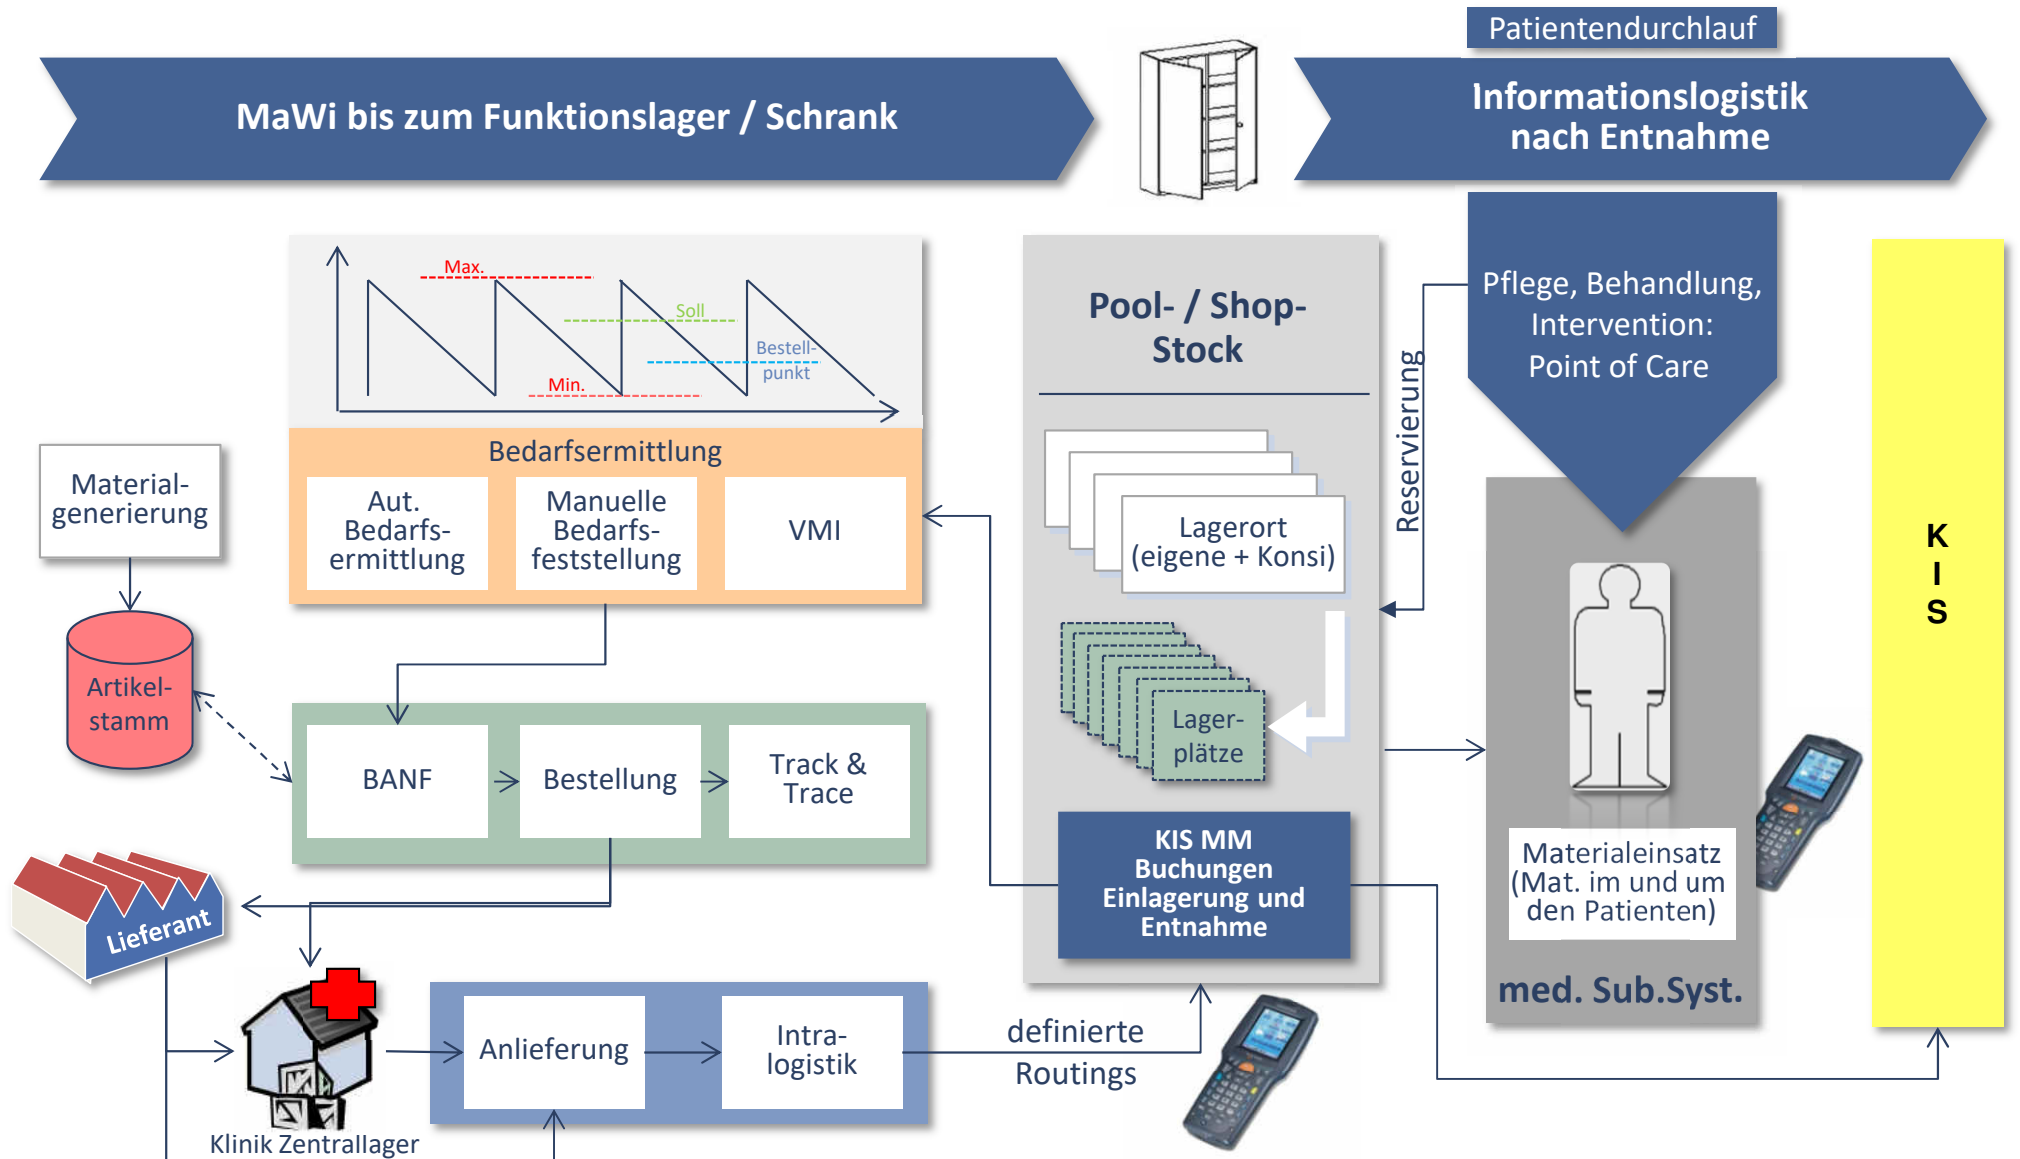 Patientendurchlauf
MaWi bis zum Funktionslager / Schrank
Informationslogistik
nach Entnahme
Max.
Soll
Bestell-
punkt
Min.
Bedarfsermittlung
Aut.
Bedarfs-
ermittlung
Manuelle
Bedarfs-
feststellung
VMI
Material-
generierung
Artikel-
stamm
BANF
Bestellung
Track &
Trace
Lieferant
Klinik Zentrallager
Anlieferung
Intra-
logistik
definierte
Routings
Pool- / Shop-
Stock
Lagerort
(eigene + Konsi)
Lager-
plätze
KIS MM
Buchungen
Einlagerung und
Entnahme
Reservierung
Pflege, Behandlung,
Intervention:
Point of Care
Materialeinsatz
(Mat. im und um
den Patienten)
med. Sub.Syst.
K
I
S